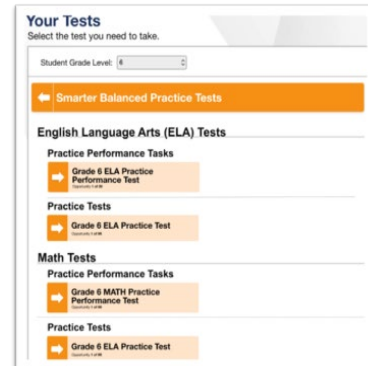 Your Tests
Select the test you need to take.
Student Grade Level: 6
Smarter Balanced Practice Tests
English Language Arts (ELA) Tests
Practice Performance Tasks
Grade 6 ELA Practice
Performance Test
Practice Tests
Grade 6 ELA Practice Test
Math Tests
Practice Performance Tasks
Grade 6 MATH Practice
Performance Test
Practice Tests
Grade 6 ELA Practice Test